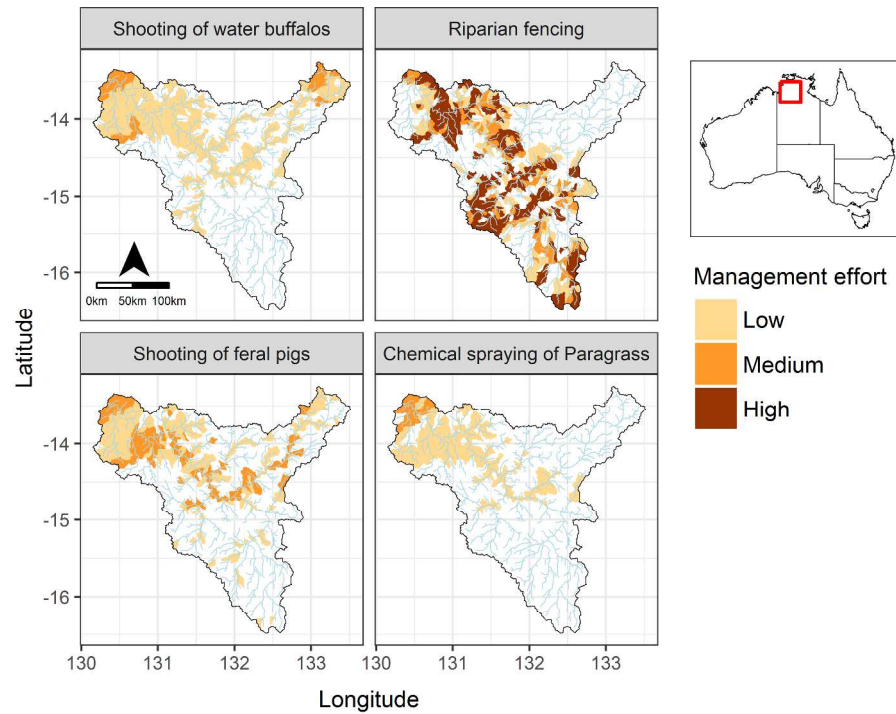 Shooting of water buffalos
Riparian fencing
-14
-15
-16
0km 50km 100km
Management effort
Low
Medium
High
Latitude
Shooting of feral pigs
Chemical spraying of Paragrass
-14
-15
-16
130 131 132 133
130 131 132 133
Longitude